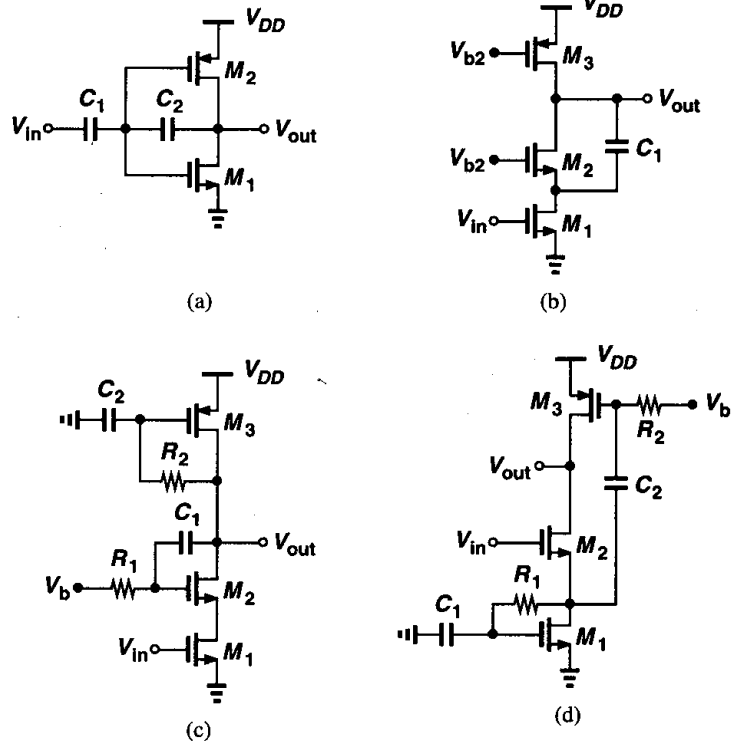 V_DD
M_2
C_1
C_2
V_in
V_out
M_1
(a)
V_DD
V_b2
M_3
V_out
C_1
V_b2
M_2
V_in
M_1
(b)
V_DD
C_2
M_3
R_2
C_1
V_out
R_1
V_b
M_2
V_in
M_1
(c)
V_DD
M_3
V_b
R_2
V_out
C_2
V_in
M_2
R_1
C_1
M_1
(d)